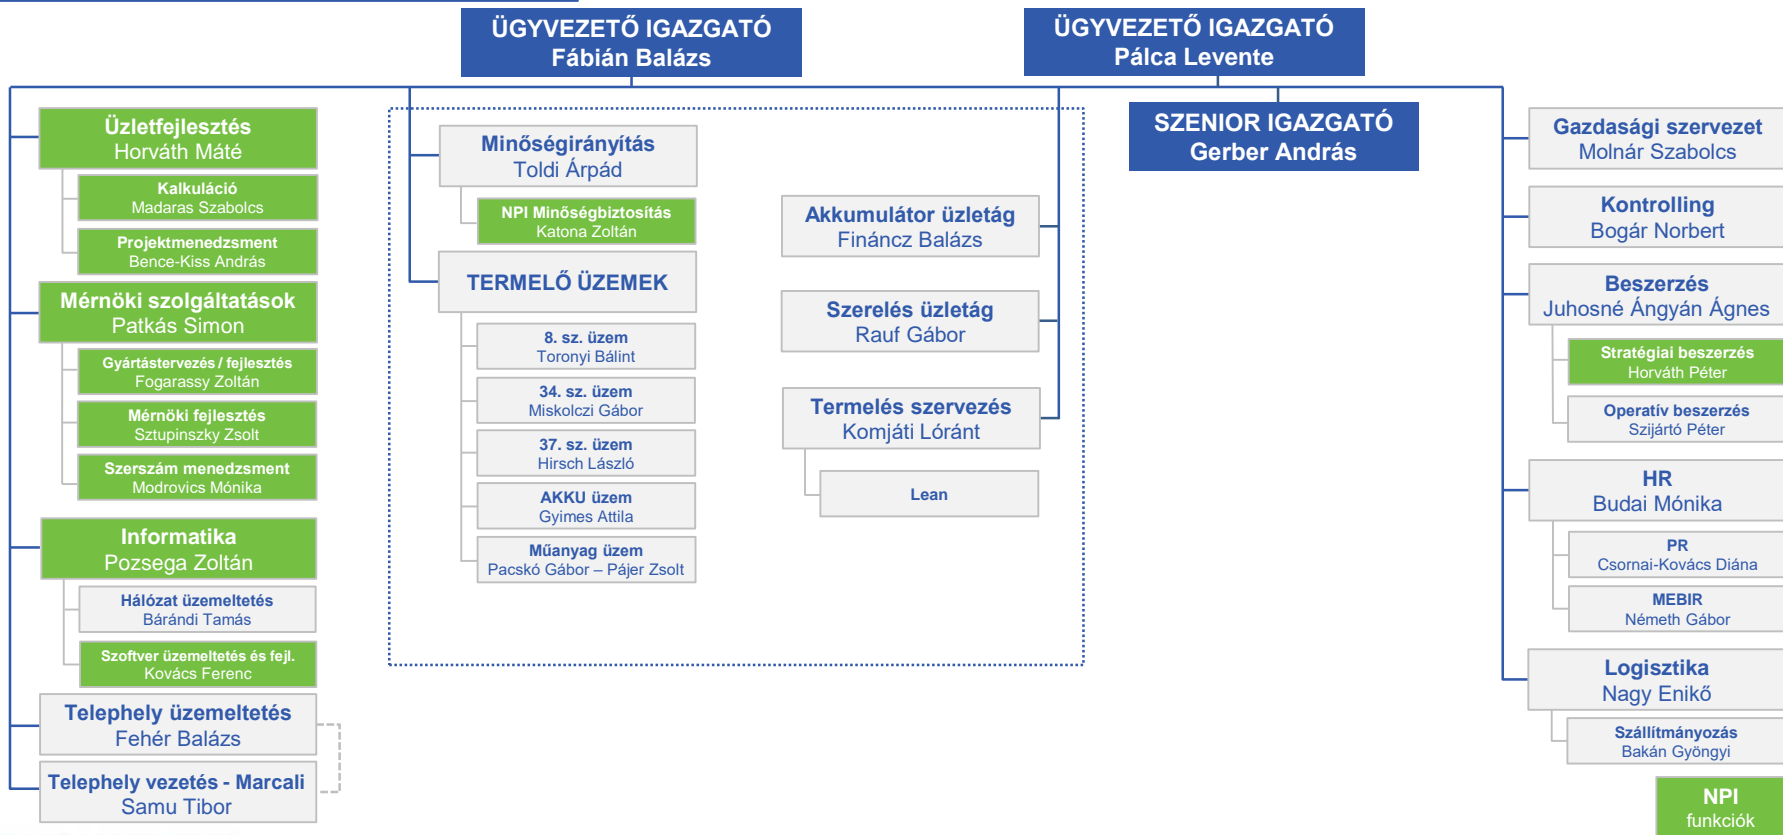 ÜGYVEZETŐ IGAZGATÓ
Fábián Balázs
ÜGYVEZETŐ IGAZGATÓ
Pálca Levente
SZENIOR IGAZGATÓ
Gerber András
Üzletfejlesztés
Horváth Máté
Kalkuláció
Madaras Szabolcs
Projektmenedzsment
Bence-Kiss András
Mérnöki szolgáltatások
Patkás Simon
Gyártástervezés / fejlesztés
Fogarassy Zoltán
Mérnöki fejlesztés
Sztupinszky Zsolt
Szerszám menedzsment
Modrovics Mónika
Informatika
Pozsega Zoltán
Hálózat üzemeltetés
Bárándi Tamás
Szoftver üzemeltetés és fejl.
Kovács Ferenc
Telephely üzemeltetés
Fehér Balázs
Telephely vezetés - Marcali
Samu Tibor
Minőségirányítás
Toldi Árpád
NPI Minőségbiztosítás
Katona Zoltán
TERMELŐ ÜZEMEK
8. sz. üzem
Toronyi Bálint
34. sz. üzem
Miskolczi Gábor
37. sz. üzem
Hirsch László
AKKU üzem
Gyimes Attila
Műanyag üzem
Pacskó Gábor – Pájer Zsolt
Akkumulátor üzletág
Fináncz Balázs
Szerelés üzletág
Rauf Gábor
Termelés szervezés
Komjáti Lóránt
Lean
Gazdasági szervezet
Molnár Szabolcs
Kontrolling
Bogár Norbert
Beszerzés
Juhosné Ángyán Ágnes
Stratégiai beszerzés
Horváth Péter
Operatív beszerzés
Szijártó Péter
HR
Budai Mónika
PR
Csornai-Kovács Diána
MEBIR
Németh Gábor
Logisztika
Nagy Enikő
Szállítmányozás
Bakán Gyöngyi
NPI
funkciók